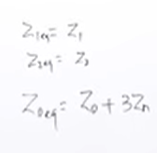 Z1eq = Z1
Z2eq = Z2
Z0eq = Z0 + 3Zn